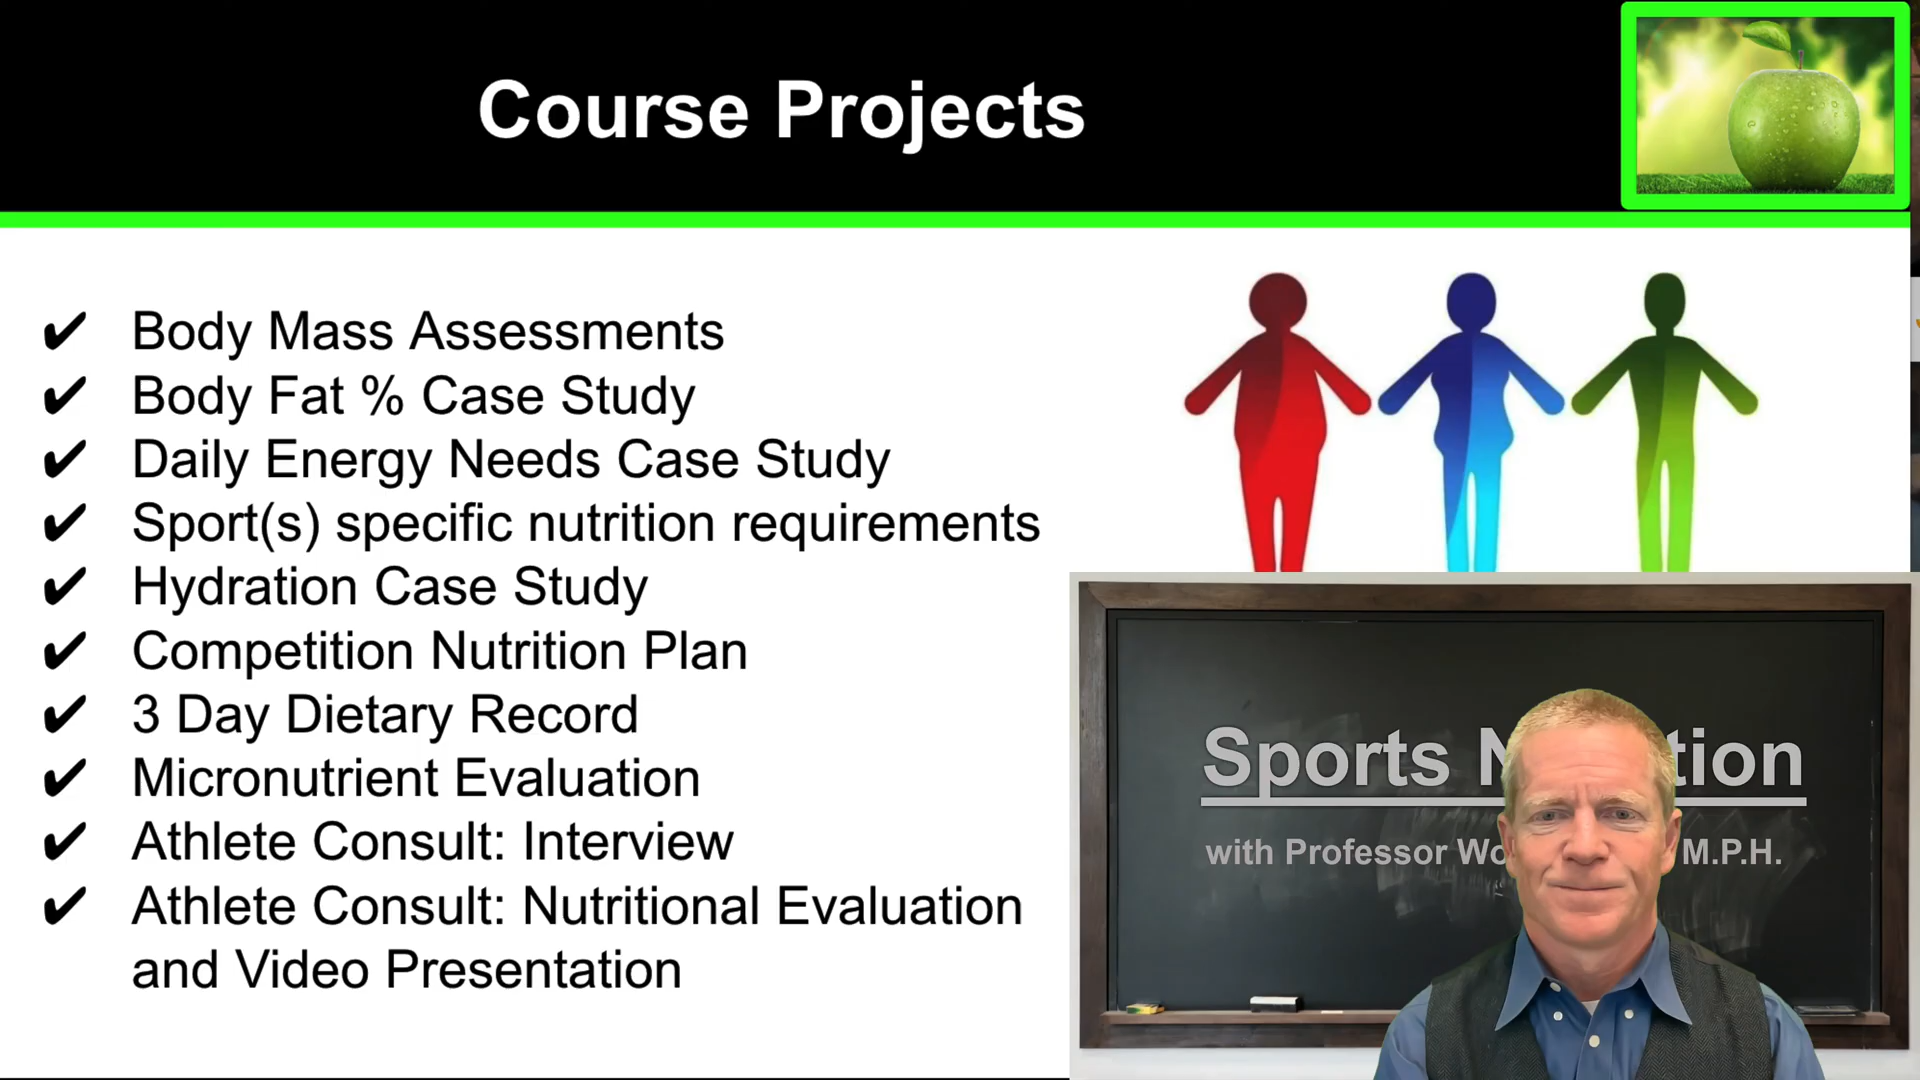 Course Projects
✔ Body Mass Assessments
✔ Body Fat % Case Study
✔ Daily Energy Needs Case Study
✔ Sport(s) specific nutrition requirements
✔ Hydration Case Study
✔ Competition Nutrition Plan
✔ 3 Day Dietary Record
✔ Micronutrient Evaluation
✔ Athlete Consult: Interview
✔ Athlete Consult: Nutritional Evaluation
and Video Presentation
Sports
with Professor M.P.H.